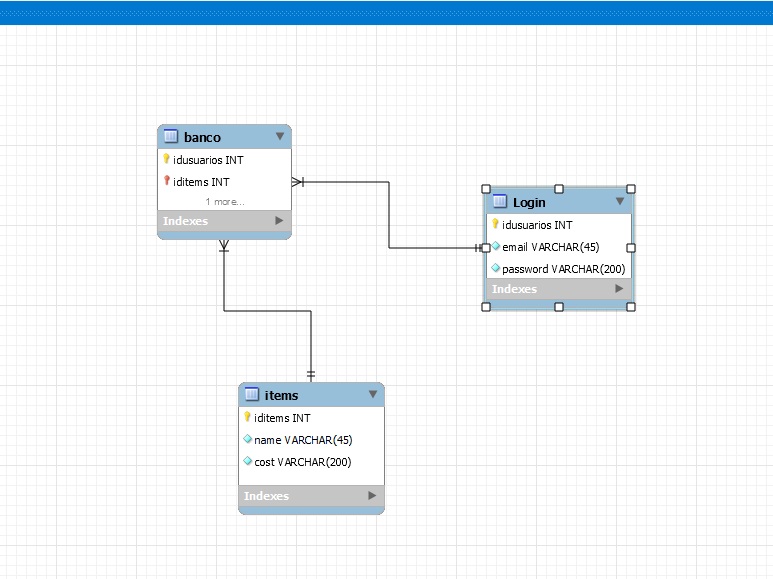 banco
idusuarios INT
iditems INT
1 more...
Indexes
Login
idusuarios INT
email VARCHAR(45)
password VARCHAR(200)
Indexes
items
iditems INT
name VARCHAR(45)
cost VARCHAR(200)
Indexes